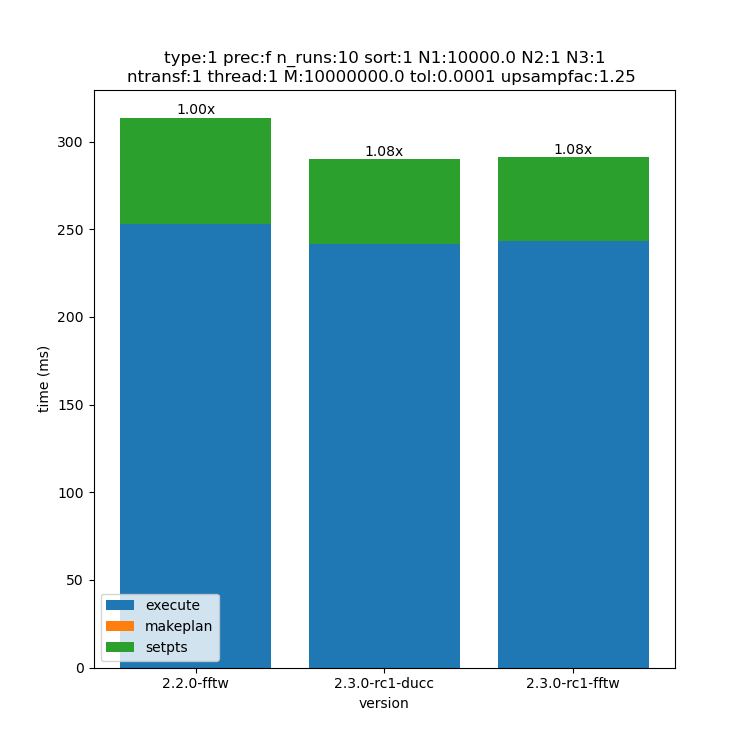 type:1 prec:f n_runs:10 sort:1 N1:10000.0 N2:1 N3:1
ntransf:1 thread:1 M:10000000.0 tol:0.0001 upsampfac:1.25
1.00x
1.08x
1.08x
300
250
200
150
100
50
0
time (ms)
execute
makeplan
setpts
2.2.0-fftw
2.3.0-rc1-ducc
2.3.0-rc1-fftw
version